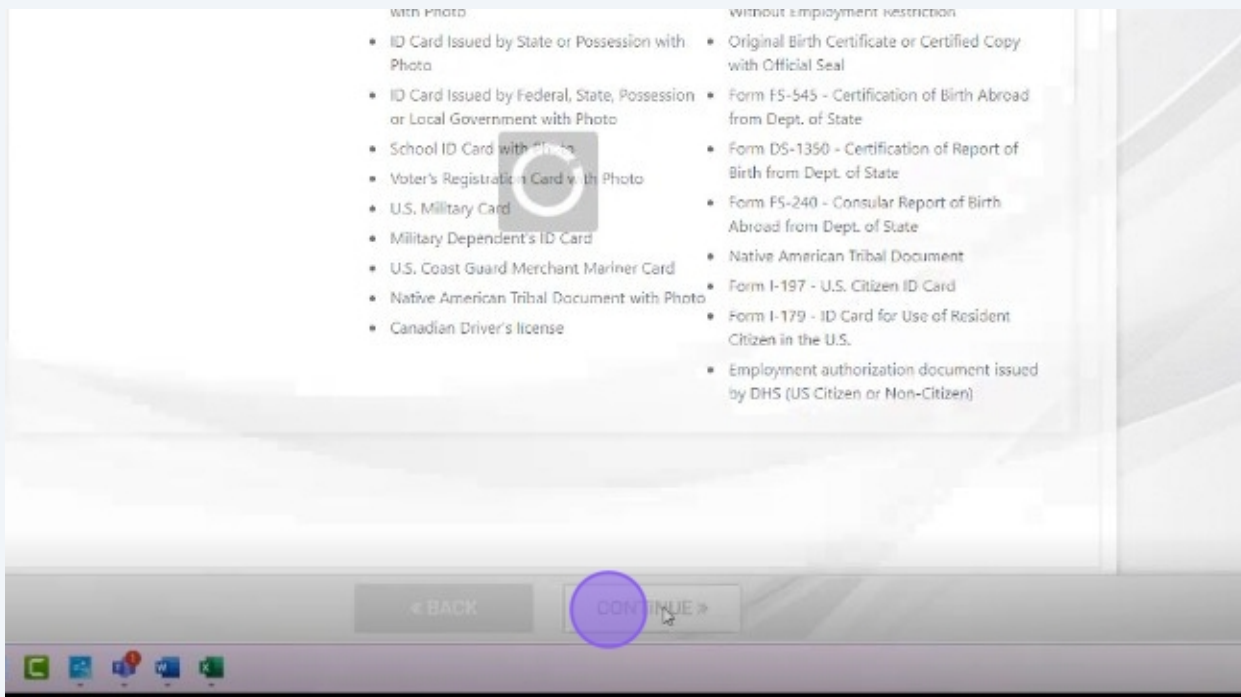 with Photo
ID Card Issued by State or Possession with
Photo
ID Card Issued by Federal, State, Possession
or Local Government with Photo
School ID Card with Photo
Voter's Registration Card with Photo
U.S. Military Card
Military Dependent's ID Card
U.S. Coast Guard Merchant Mariner Card
Native American Tribal Document with Photo
Canadian Driver's license
Without Employment Restriction
Original Birth Certificate or Certified Copy
with Official Seal
Form FS-545 - Certification of Birth Abroad
from Dept. of State
Form DS-1350 - Certification of Report of
Birth from Dept. of State
Form FS-240 - Consular Report of Birth
Abroad from Dept. of State
Native American Tribal Document
Form I-197 - U.S. Citizen ID Card
Form I-179 - ID Card for Use of Resident
Citizen in the U.S.
Employment authorization document issued
by DHS (US Citizen or Non-Citizen)
« BACK
CONTINUE »
1